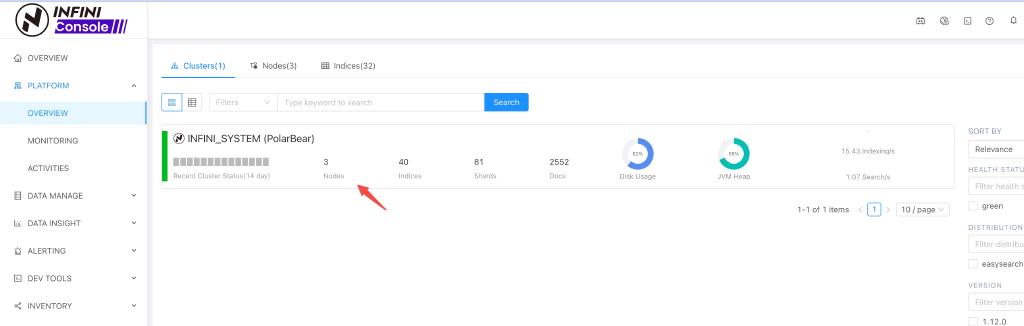 INFINI
Console
OVERVIEW
PLATFORM
OVERVIEW
MONITORING
ACTIVITIES
DATA MANAGE
DATA INSIGHT
ALERTING
DEV TOOLS
INVENTORY
Clusters(1)
Nodes(3)
Indices(32)
Filters
Type keyword to search
Search
INFINI_SYSTEM (PolarBear)
Recent Cluster Status(14 day)
3
Nodes
40
Indices
81
Shards
2552
Docs
Disk Usage
JVM Heap
15.43 Indexing/s
1.07 Search/s
1-1 of 1 items
1
10 / page
SORT BY
Relevance
HEALTH STATU
Filter health s
green
DISTRIBUTION
Filter distribu
easysearch
VERSION
Filter version
1.12.0